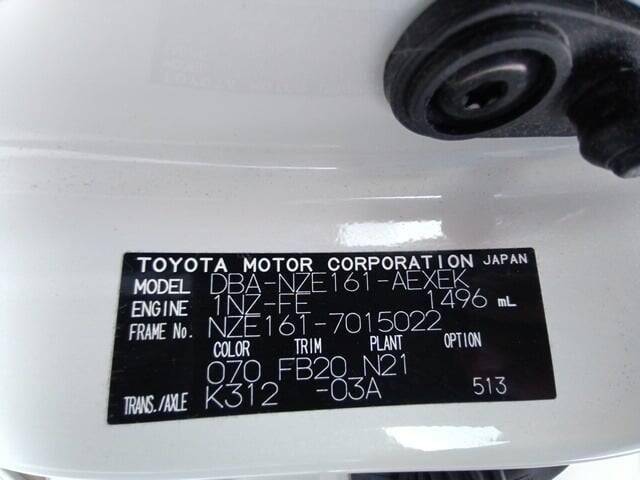 TOYOTA MOTOR CORPORATION JAPAN
MODEL DBA-NZE161-AEXEK
ENGINE 1NZ-FE 1496 mL
FRAME No. NZE161-7015022
COLOR TRIM PLANT OPTION
070 FB20 N21
TRANS./AXLE K312 -03A 513